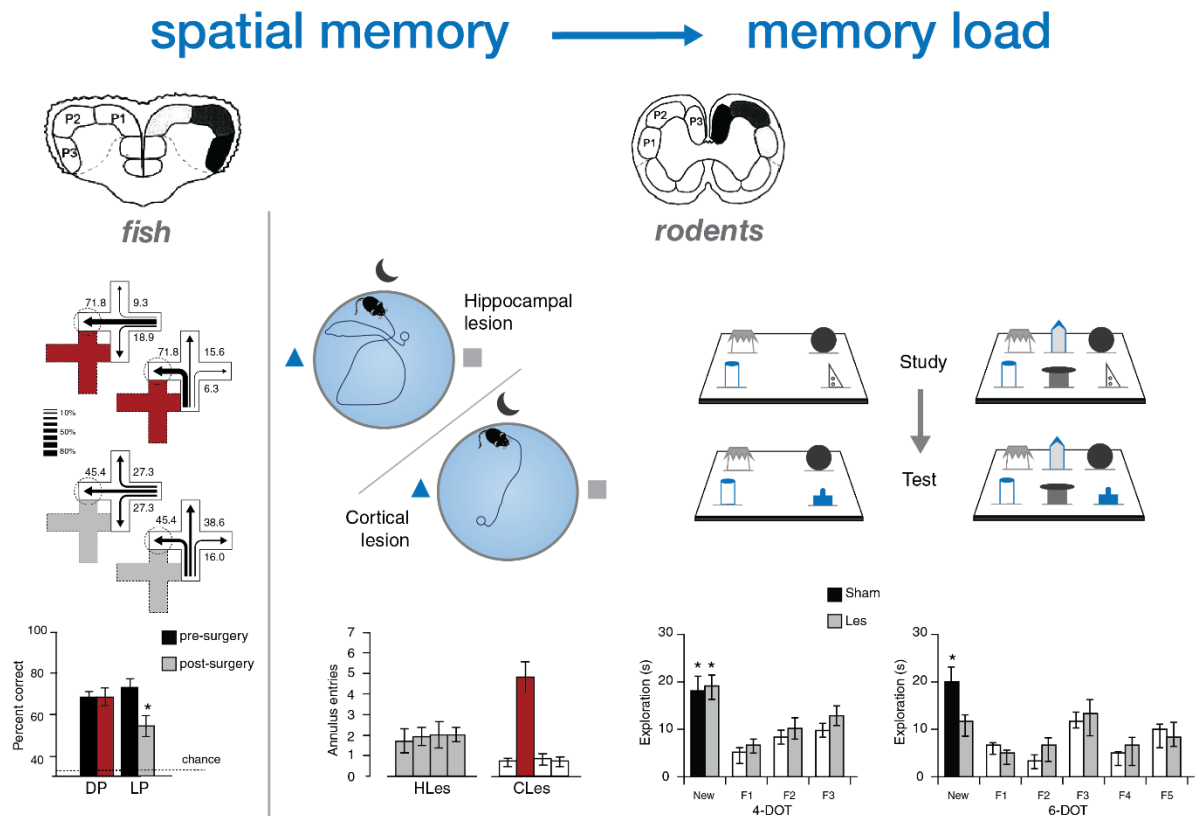 spatial memory
memory load
P2
P1
P3
P2
P3
P1
fish
rodents
71.8
9.3
18.9
71.8
15.6
6.3
10%
50%
80%
45.4
27.3
27.3
45.4
38.6
16.0
Hippocampal
lesion
Cortical
lesion
Study
Test
100
80
60
40
Percent correct
pre-surgery
post-surgery
*
chance
DP
LP
7
6
5
4
3
2
1
0
Annulus entries
HLes
CLes
Sham
Les
40
30
20
10
0
Exploration (s)
* *
New
F1
F2
F3
4-DOT
40
30
20
10
0
Exploration (s)
*
New
F1
F2
F3
F4
F5
6-DOT